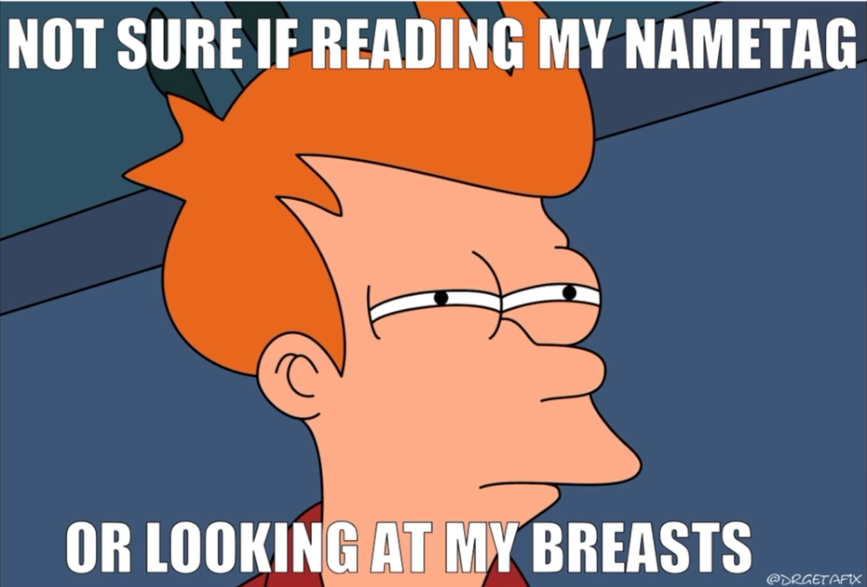 NOT SURE IF READING MY NAMETAG
OR LOOKING AT MY BREASTS
@DRGETAFIX